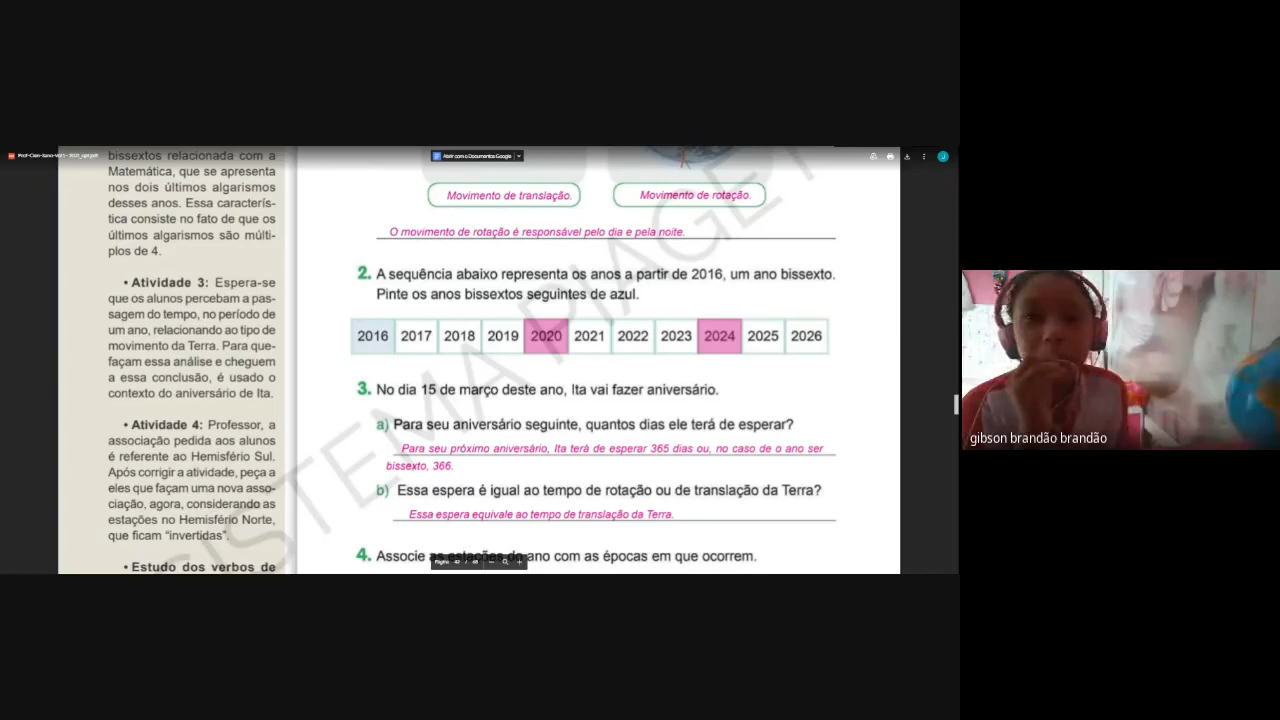 Prof-Cien-5ano-Vol1 - 2020_cgd.pdf
Abrir com o Documentos Google
bissextos relacionada com a
Matemática, que se apresenta
nos dois últimos algarismos
desses anos. Essa caracterís-
tica consiste no fato de que os
últimos algarismos são múlti-
plos de 4.
• Atividade 3: Espera-se
que os alunos percebam a pas-
sagem do tempo, no período de
um ano, relacionando ao tipo de
movimento da Terra. Para que-
façam essa análise e cheguem
a essa conclusão, é usado o
contexto do aniversário de Ita.
• Atividade 4: Professor, a
associação pedida aos alunos
é referente ao Hemisfério Sul.
Após corrigir a atividade, peça a
eles que façam uma nova asso-
ciação, agora, considerando as
estações no Hemisfério Norte,
que ficam “invertidas”.
• Estudo dos verbos de
Movimento de translação.
Movimento de rotação.
O movimento de rotação é responsável pelo dia e pela noite.
2. A sequência abaixo representa os anos a partir de 2016, um ano bissexto.
Pinte os anos bissextos seguintes de azul.
2016 2017 2018 2019 2020 2021 2022 2023 2024 2025 2026
3. No dia 15 de março deste ano, Ita vai fazer aniversário.
a) Para seu aniversário seguinte, quantos dias ele terá de esperar?
Para seu próximo aniversário, Ita terá de esperar 365 dias ou, no caso de o ano ser
bissexto, 366.
b) Essa espera é igual ao tempo de rotação ou de translação da Terra?
Essa espera equivale ao tempo de translação da Terra.
4. Associe as estações do ano com as épocas em que ocorrem.
Página 42 / 68
SISTEMA PIAGET
gibson brandão brandão